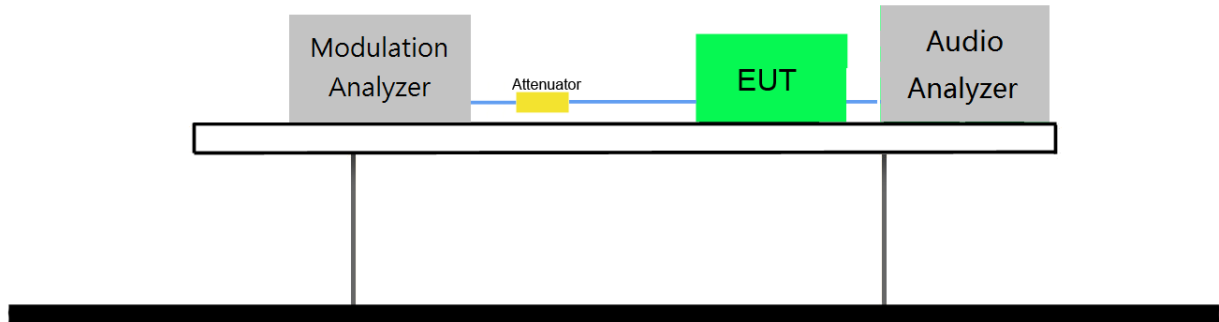 Modulation
Analyzer
Attenuator
EUT
Audio
Analyzer